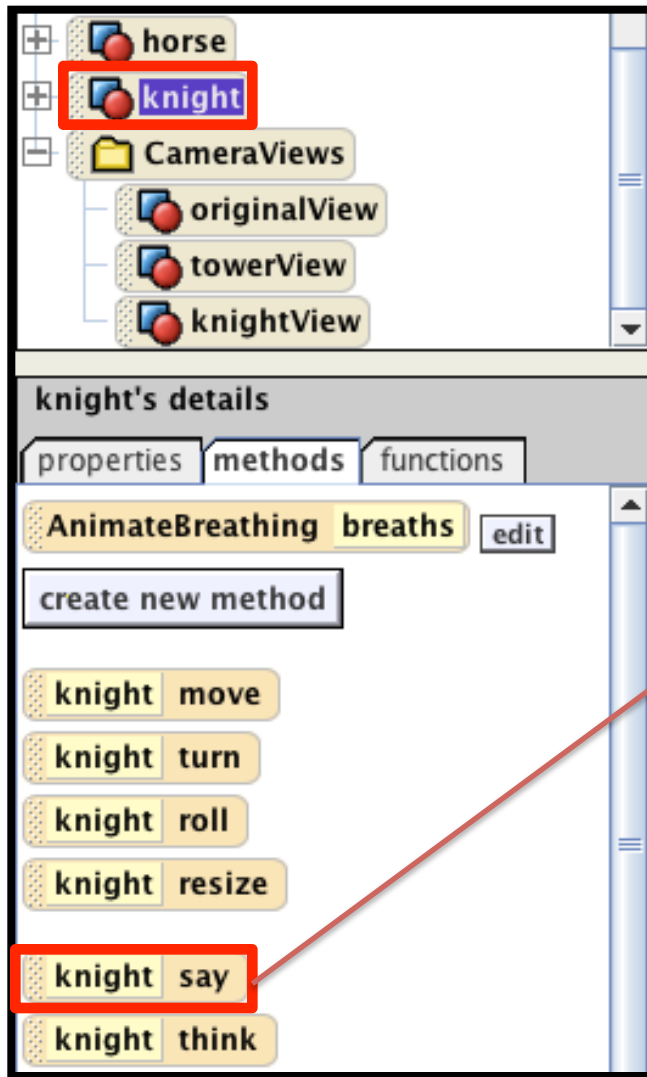 horse
knight
CameraViews
originalView
towerView
knightView
knight's details
properties methods functions
AnimateBreathing breaths edit
create new method
knight move
knight turn
knight roll
knight resize
knight say
knight think